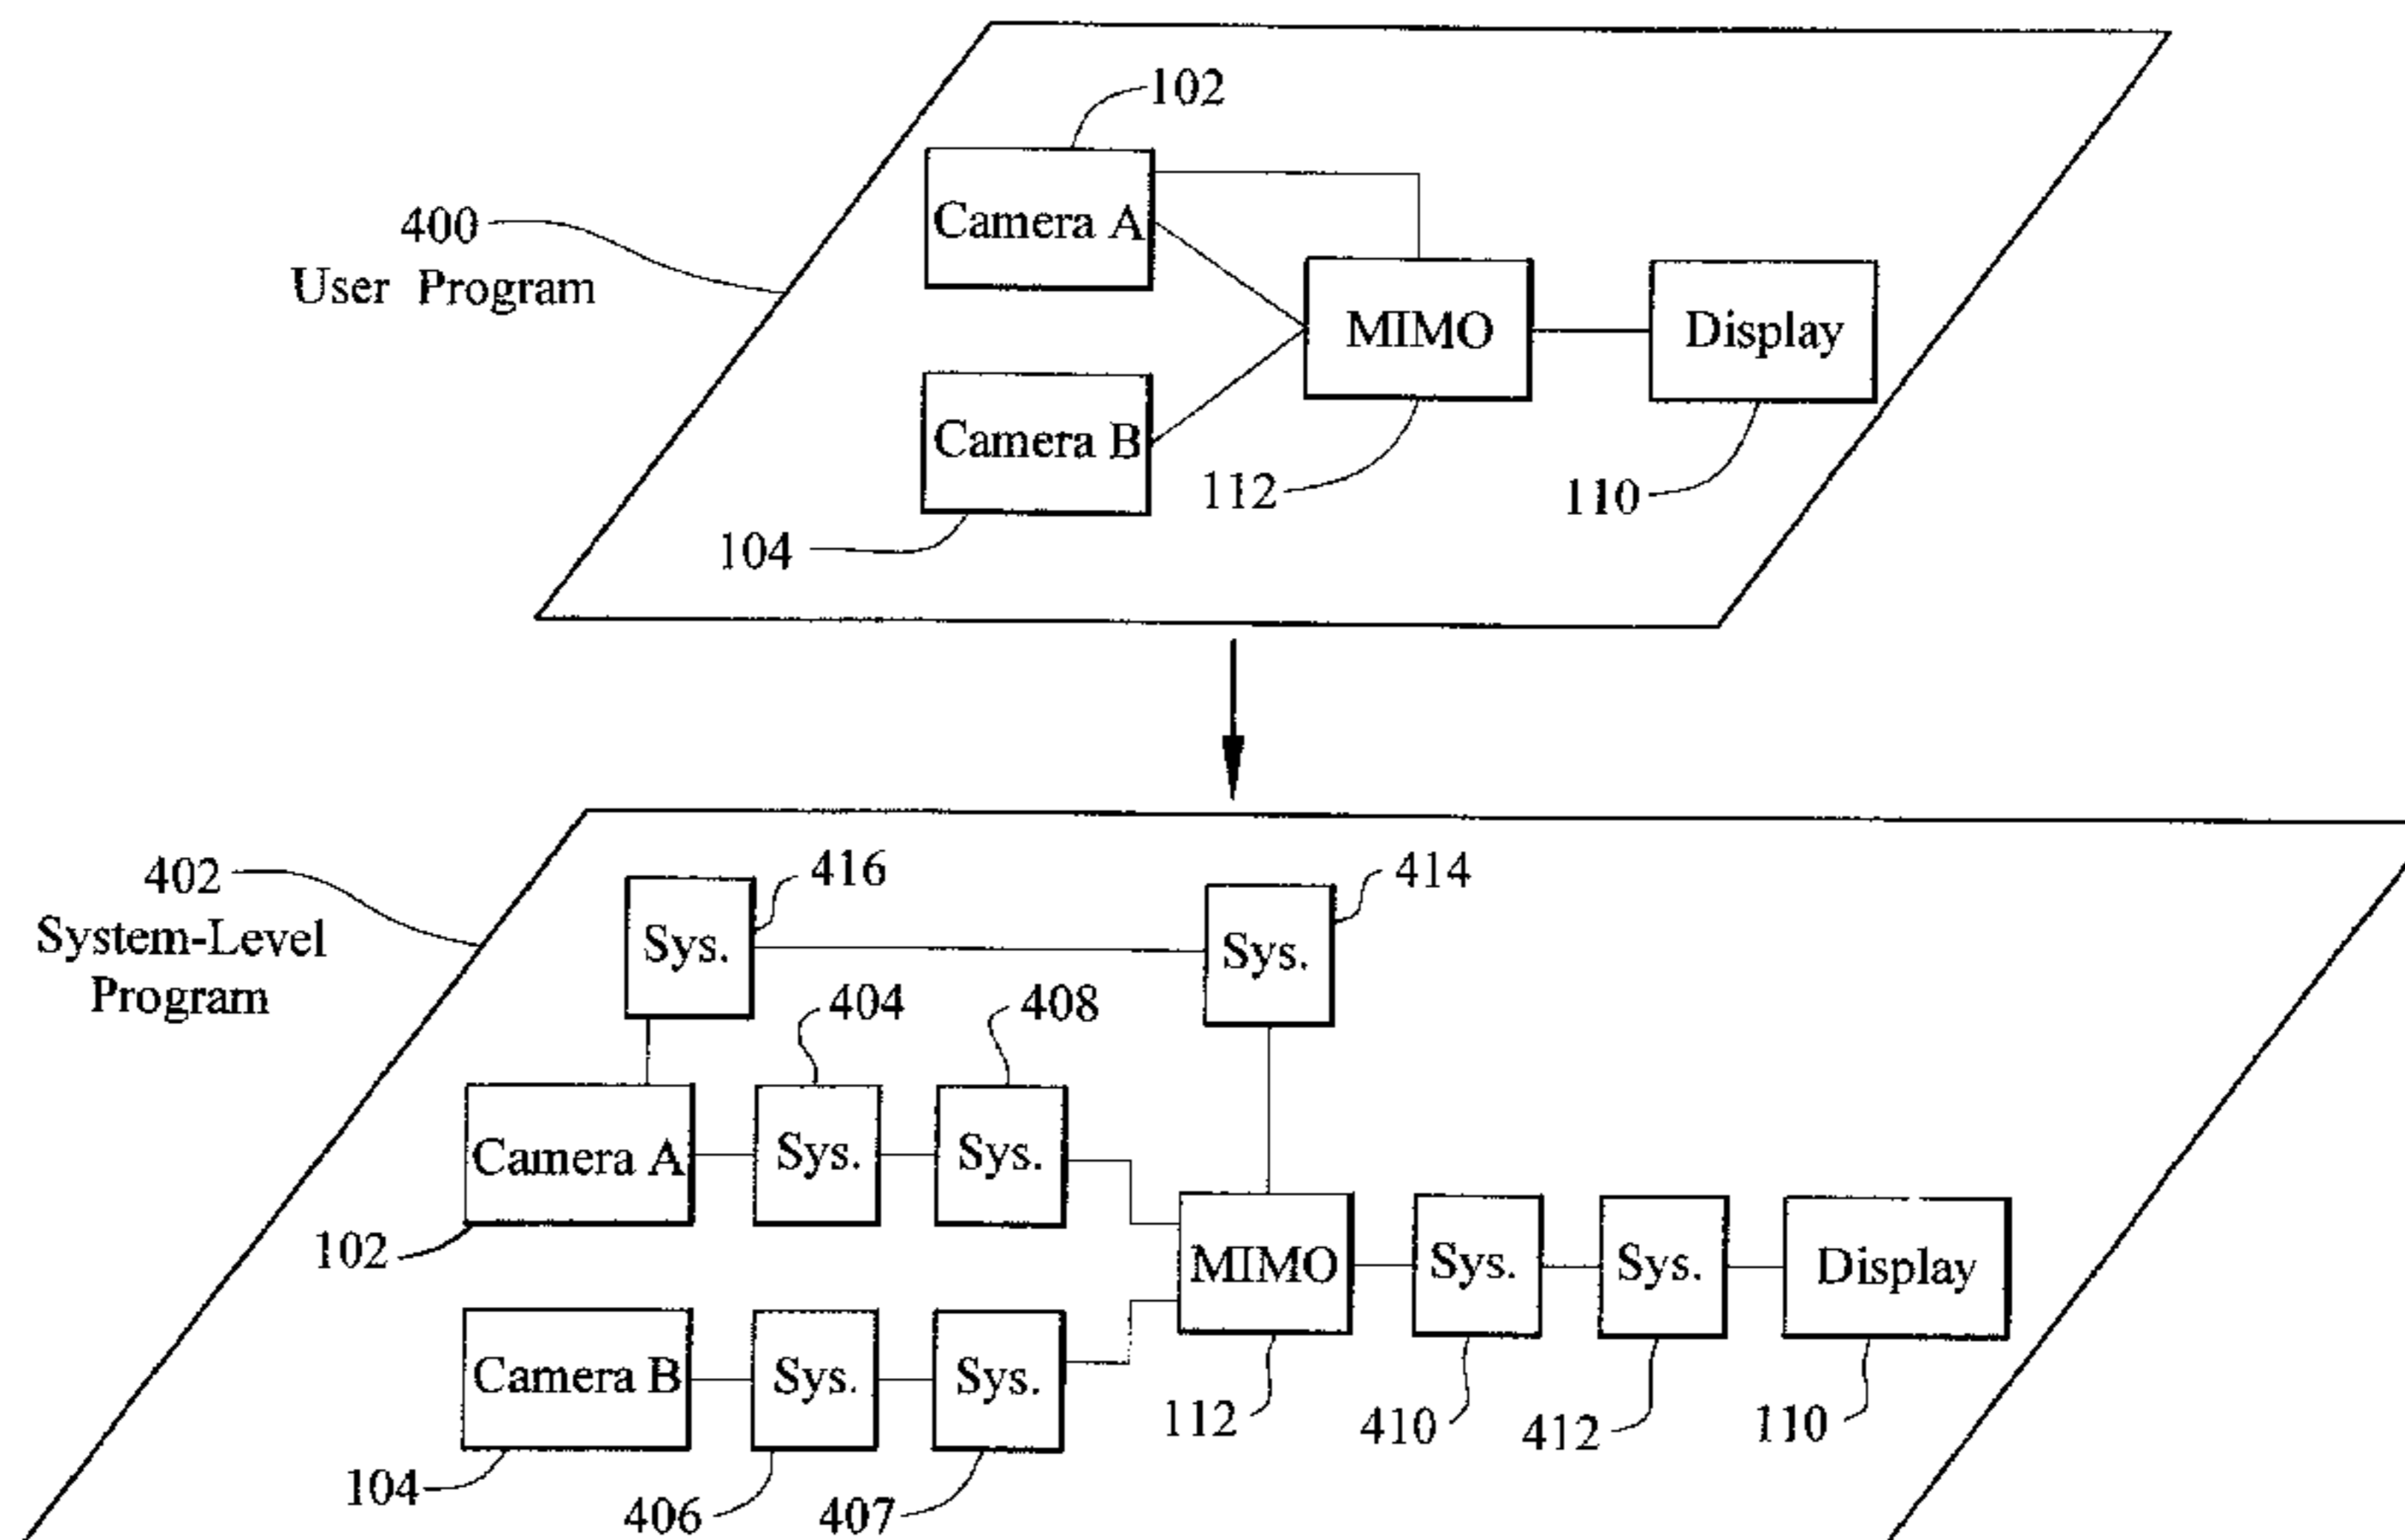 102
Camera A
400
User Program
MIMO
Display
Camera B
112
110
104
402
System-Level
Program
416
414
Sys.
Sys.
404
408
Camera A
Sys.
Sys.
102
MIMO
Sys.
Sys.
Display
Camera B
Sys.
Sys.
112
410
412
110
104
406
407